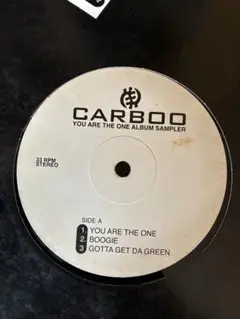 CARBOO
YOU ARE THE ONE ALBUM SAMPLER
33 RPM
STEREO
SIDE A
1 YOU ARE THE ONE
2 BOOGIE
3 GOTTA GET DA GREEN